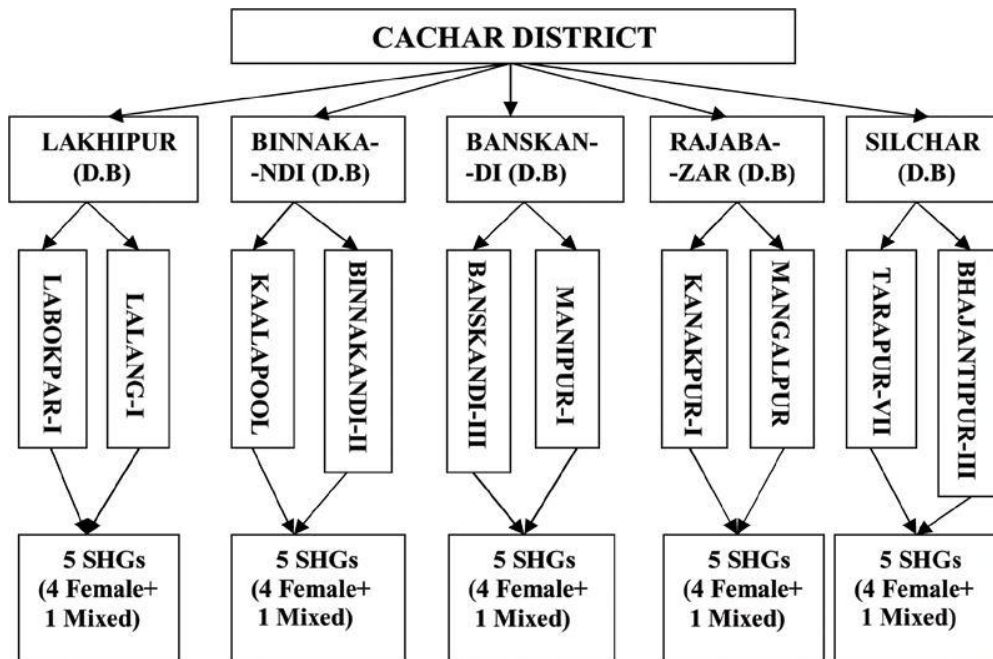 CACHAR DISTRICT
LAKHIPUR
(D.B)
BINNAKA-
-NDI (D.B)
BANSKAN-
-DI (D.B)
RAJABA-
-ZAR (D.B)
SILCHAR
(D.B)
LABOKPAR-I
LALANG-I
KAALAPOOL
BINNAKANDI-II
BANSKANDI-III
MANIPUR-I
KANAKPUR-I
MANGALPUR
TARAPUR-VII
BHAJANTIPUR-III
5 SHGs
(4 Female+
1 Mixed)
5 SHGs
(4 Female+
1 Mixed)
5 SHGs
(4 Female+
1 Mixed)
5 SHGs
(4 Female+
1 Mixed)
5 SHGs
(4 Female+
1 Mixed)